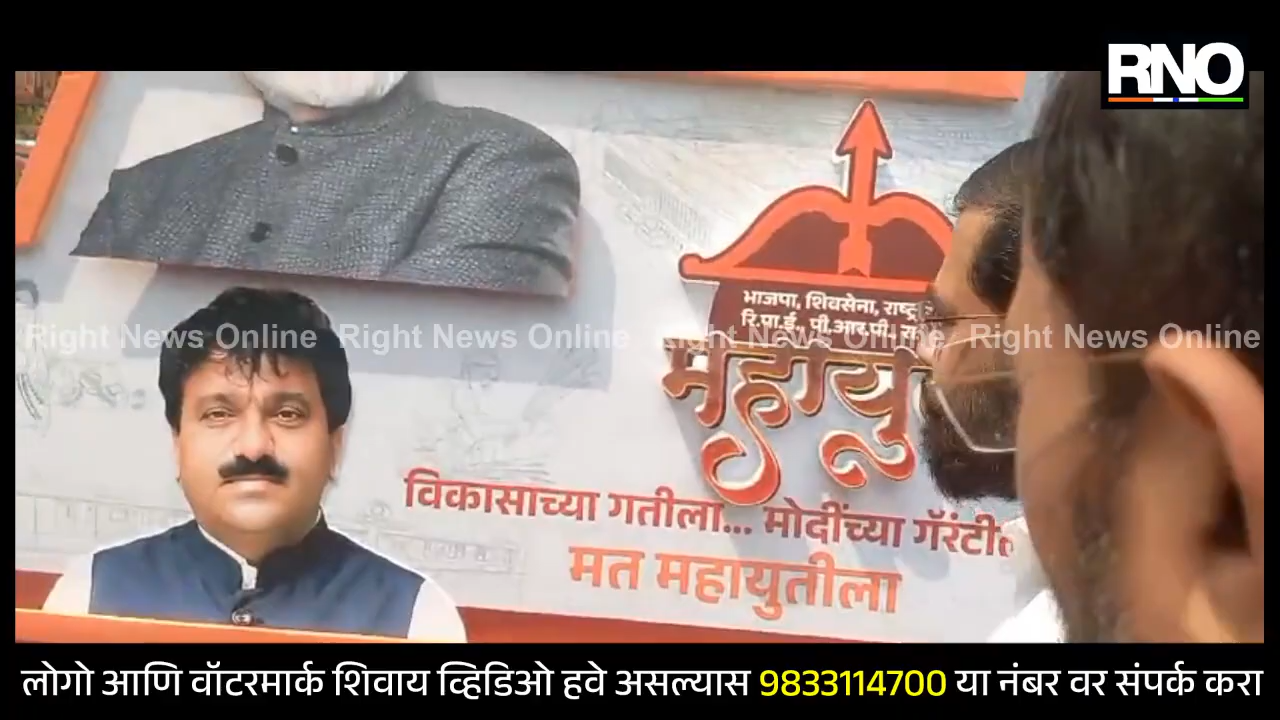 RNO
भाजपा, शिवसेना,
रि.पा.ई., पी.आर.पी.
Right News Online Right News Online Right News Online Right News Online
विकासाच्या गतीला... मोदींच्या
मत महायुतीला
लोगो आणि वॉटरमार्क शिवाय व्हिडिओ हवे असल्यास 9833114700 या नंबर वर संपर्क करा